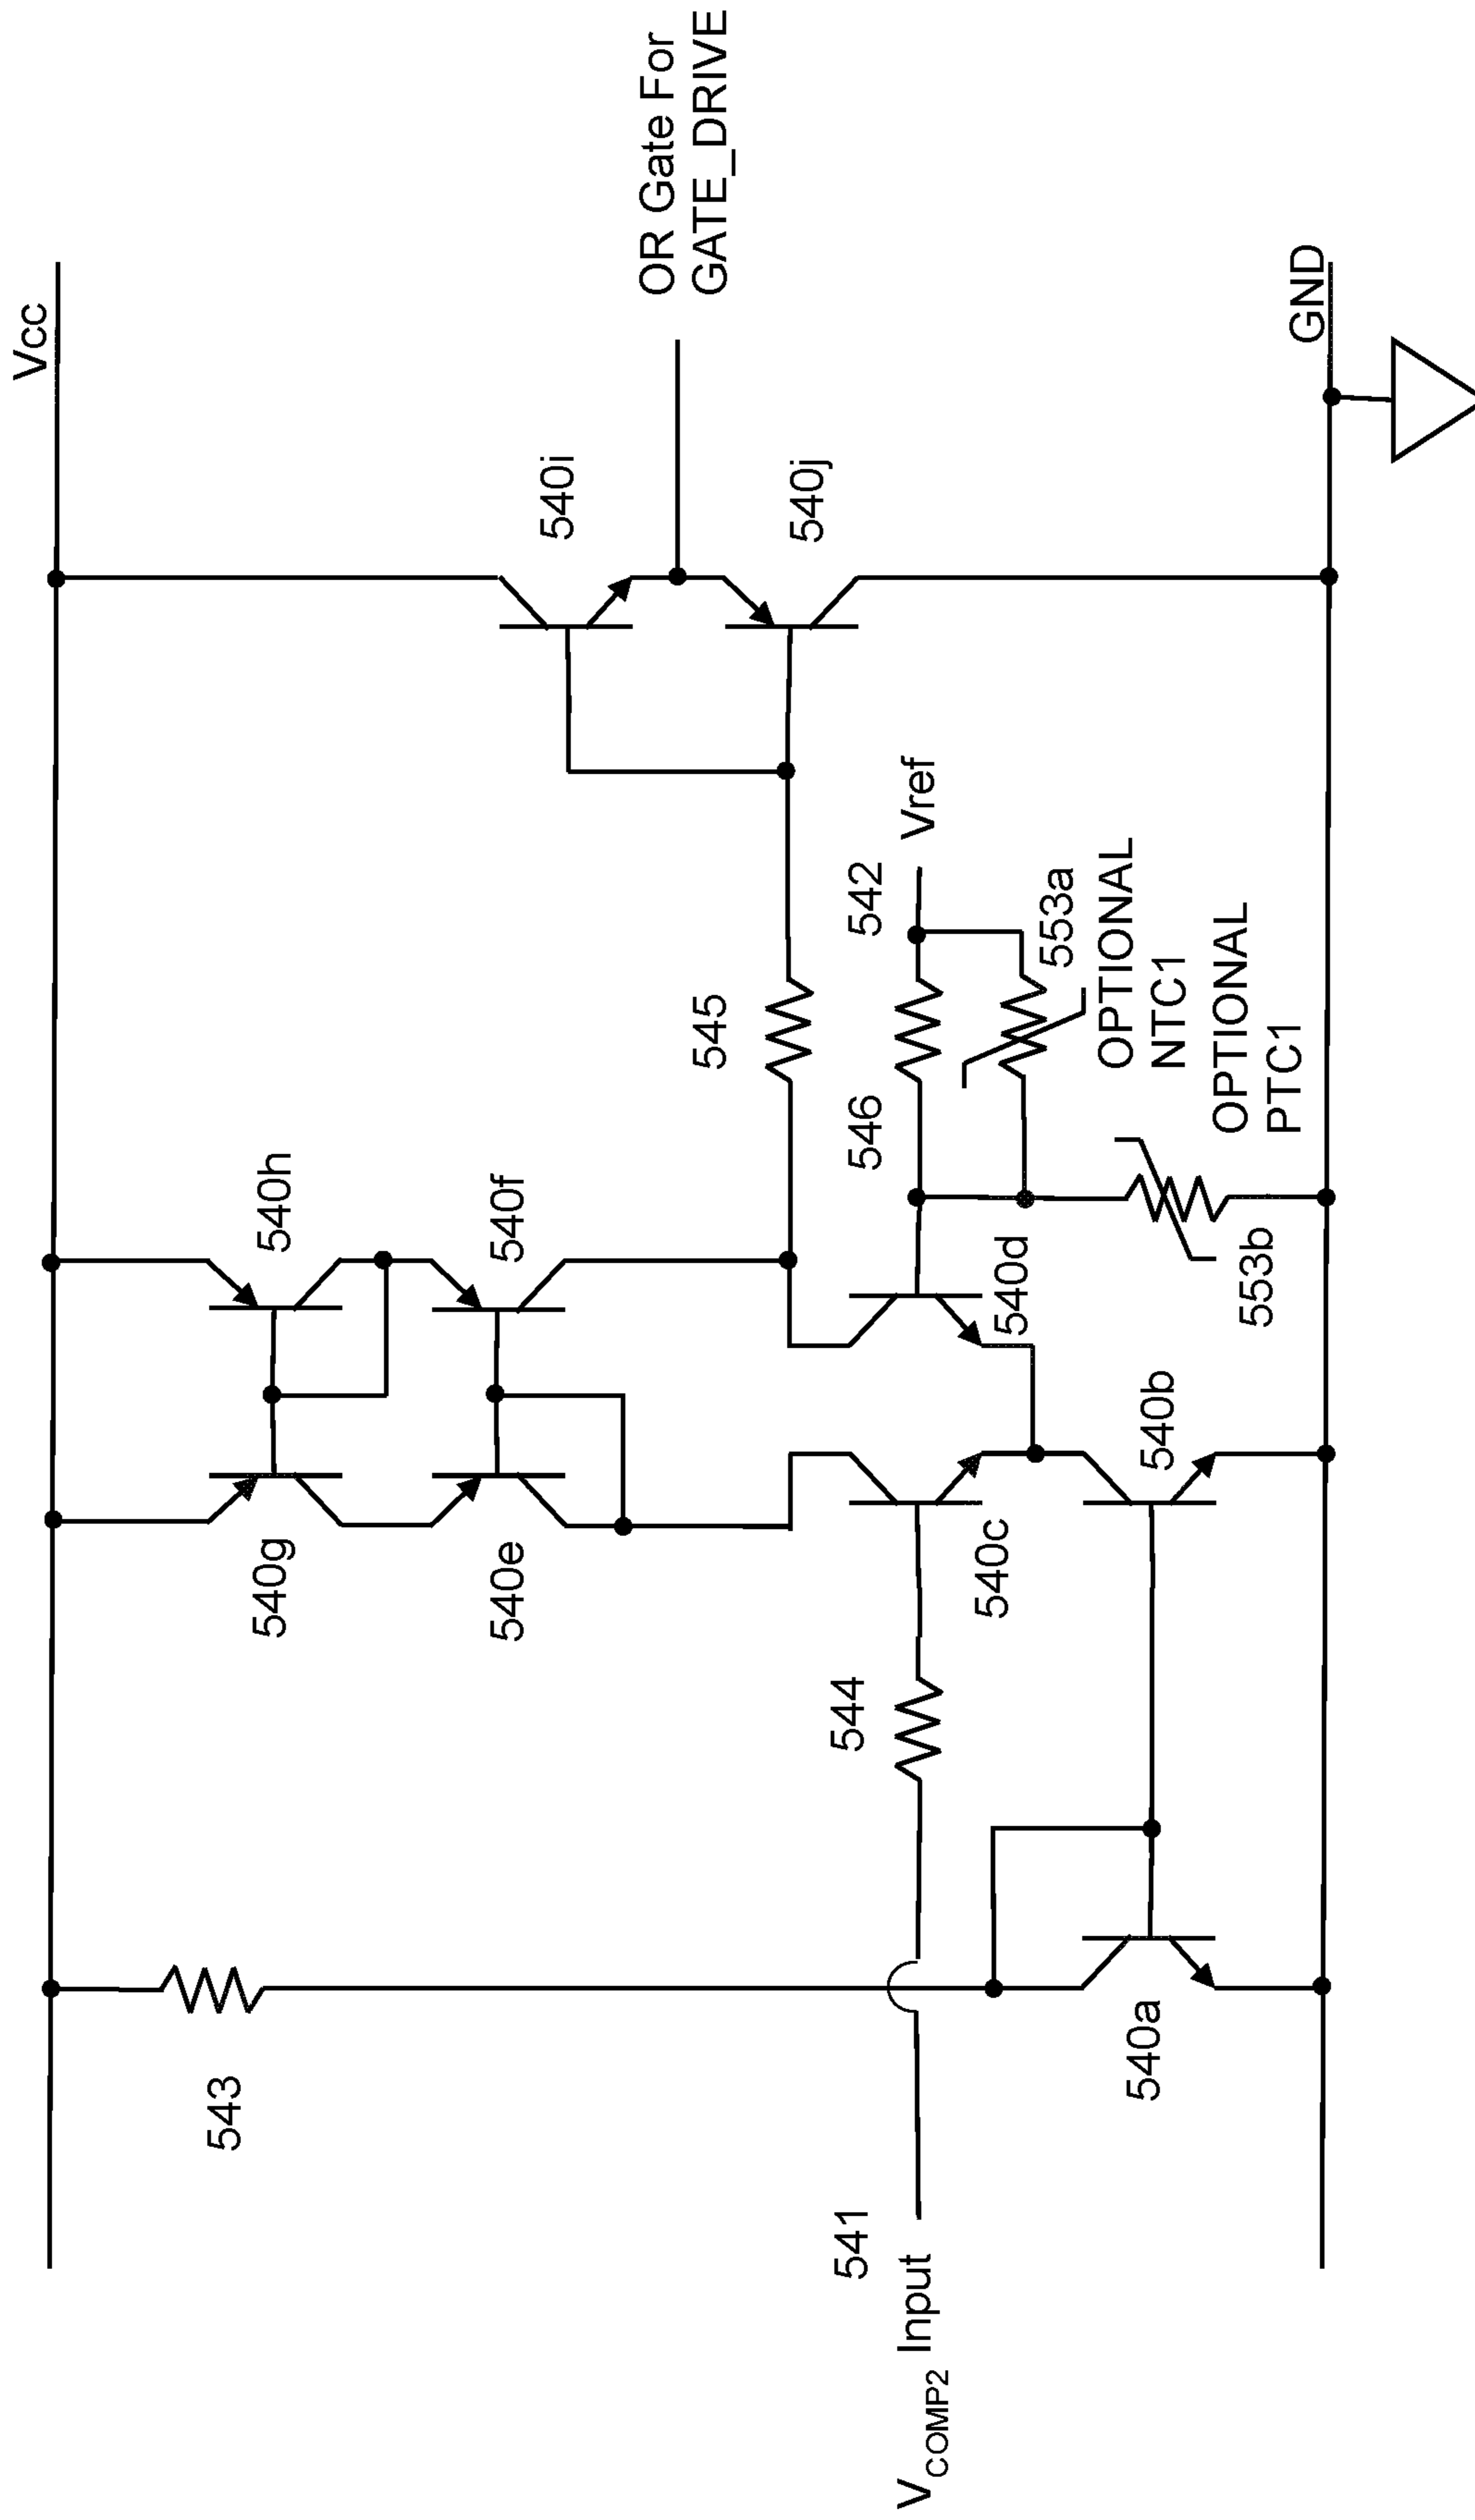 Vcc
OR Gate For
GATE_DRIVE
GND
540i
540j
Vref
542
553a
OPTIONAL
NTC1
OPTIONAL
PTC1
545
546
540h
540f
540d
553b
540b
540g
540e
540c
544
543
540a
541
VCOMP2 Input